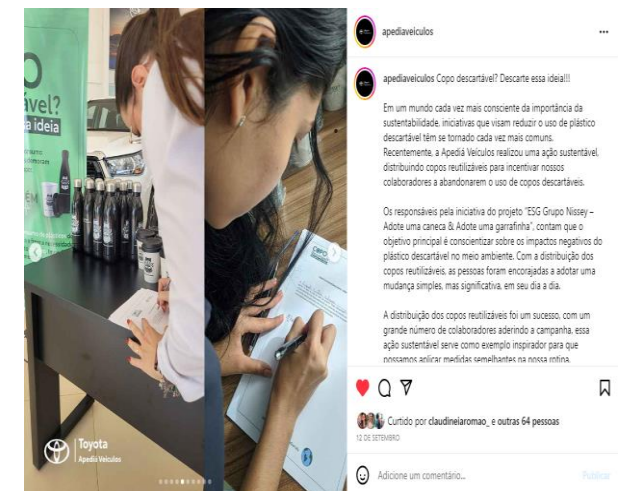 apediaveiculos
apediaveiculos Copo descartável? Descarte essa ideia!!!
Em um mundo cada vez mais consciente da importância da
sustentabilidade, iniciativas que visam reduzir o uso de plástico
descartável têm se tornado cada vez mais comuns.
Recentemente, a Apediá Veículos realizou uma ação sustentável,
distribuindo copos reutilizáveis para incentivar nossos
colaboradores a abandonarem o uso de copos descartáveis.
Os responsáveis pela iniciativa do projeto "ESG Grupo Nissey –
Adote uma caneca & Adote uma garrafinha", contam que o
objetivo principal é conscientizar sobre os impactos negativos do
plástico descartável no meio ambiente. Com a distribuição dos
copos reutilizáveis, as pessoas foram encorajadas a adotar uma
mudança simples, mas significativa, em seu dia a dia.
A distribuição dos copos reutilizáveis foi um sucesso, com um
grande número de colaboradores aderindo a campanha, essa
ação sustentável serve como exemplo inspirador para que
possamos aplicar medidas semelhantes na nossa rotina.
Curtido por claudineiaromao_ e outras 64 pessoas
12 DE SETEMBRO
Adicione um comentário...
Publicar
ável?
a ideia
COPO
Toyota
Apediá Veículos